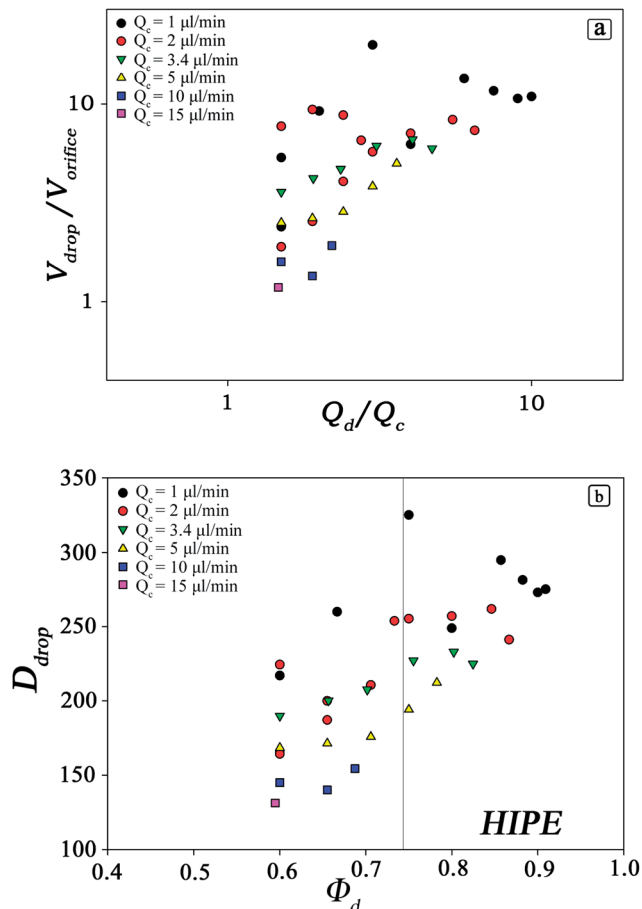 Q_c = 1 μl/min
Q_c = 2 μl/min
Q_c = 3.4 μl/min
Q_c = 5 μl/min
Q_c = 10 μl/min
Q_c = 15 μl/min
a
10
1
V_drop/V_orifice
1
10
Q_d/Q_c
350
300
250
200
150
100
D_drop
Q_c = 1 μl/min
Q_c = 2 μl/min
Q_c = 3.4 μl/min
Q_c = 5 μl/min
Q_c = 10 μl/min
Q_c = 15 μl/min
b
HIPE
0.4 0.5 0.6 0.7 0.8 0.9 1.0
Φ_d